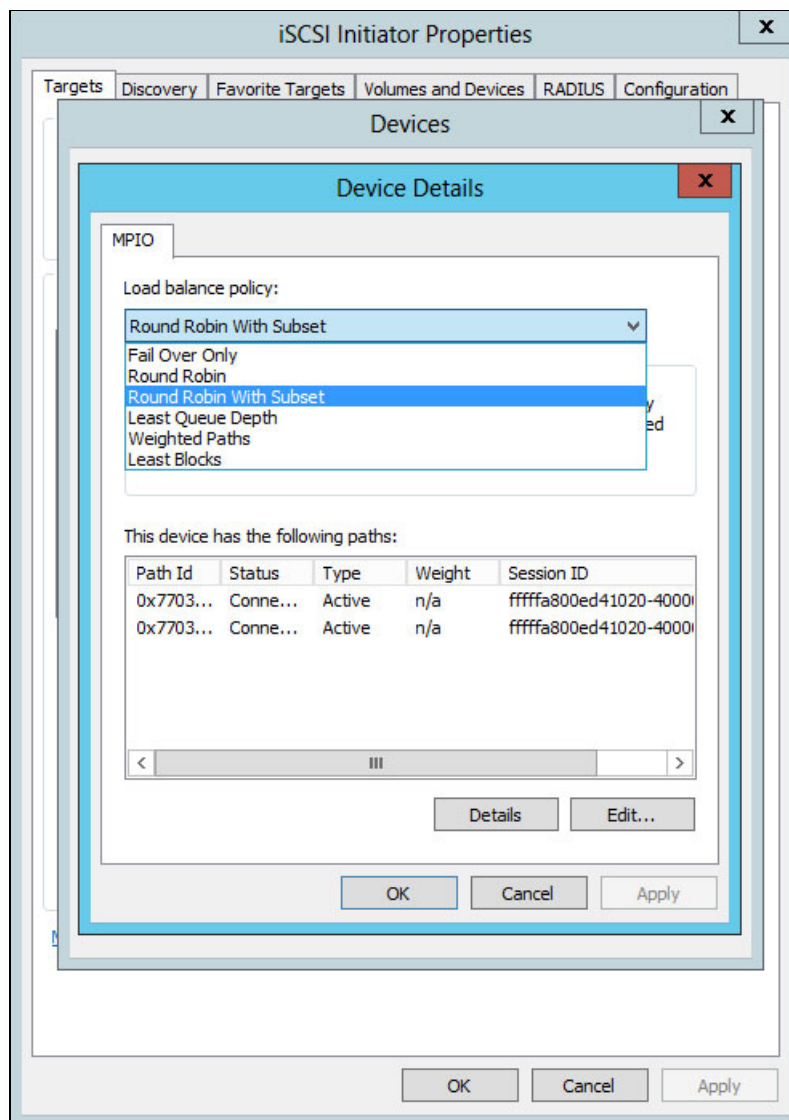 iSCSI Initiator Properties
x
Targets Discovery Favorite Targets Volumes and Devices RADIUS Configuration
Devices
x
Device Details
x
MPIO
Load balance policy:
Round Robin With Subset
Fail Over Only
Round Robin
Round Robin With Subset
Least Queue Depth
Weighted Paths
Least Blocks
y
ed
This device has the following paths:
Path Id Status Type Weight Session ID
0x7703... Conne... Active n/a fffffa800ed41020-4000
0x7703... Conne... Active n/a fffffa800ed41020-4000
Details Edit...
OK Cancel Apply
OK Cancel Apply